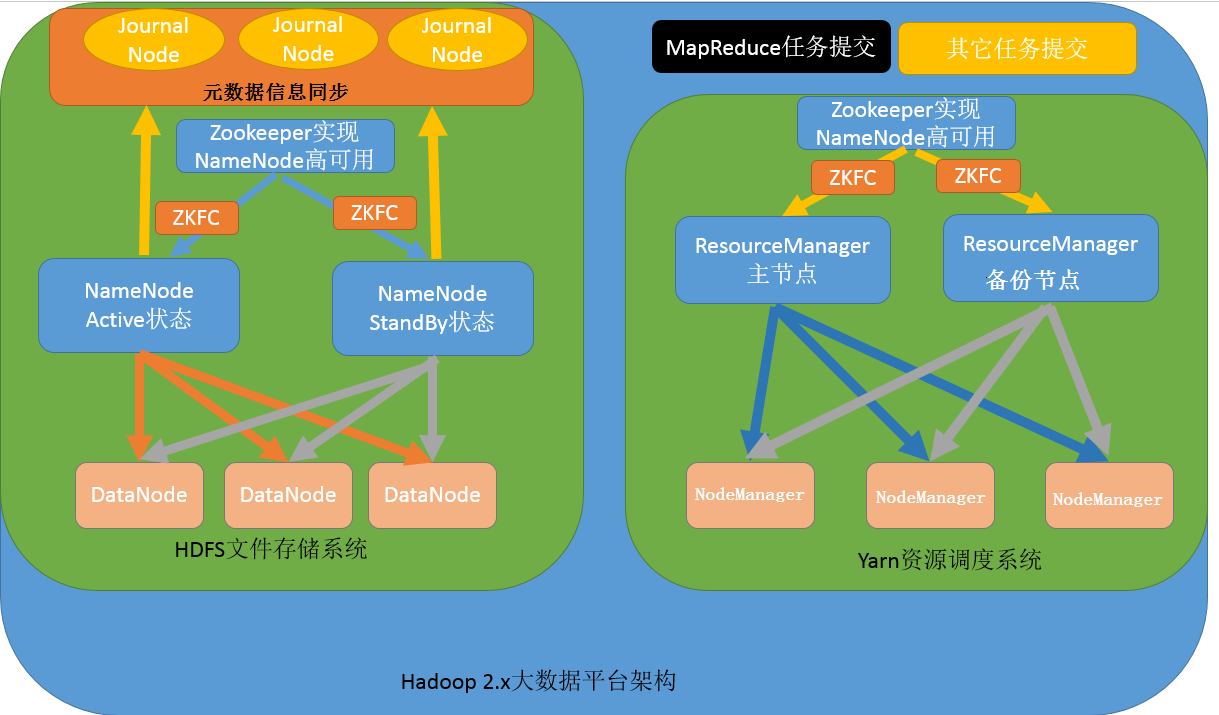 Journal
Node
Journal
Node
Journal
Node
元数据信息同步
Zookeeper实现
NameNode高可用
ZKFC
ZKFC
NameNode
Active状态
NameNode
StandBy状态
DataNode
DataNode
DataNode
HDFS文件存储系统
MapReduce任务提交
其它任务提交
Zookeeper实现
NameNode高可用
ZKFC
ZKFC
ResourceManager
主节点
ResourceManager
备份节点
NodeManager
NodeManager
NodeManager
Yarn资源调度系统
Hadoop 2.x大数据平台架构